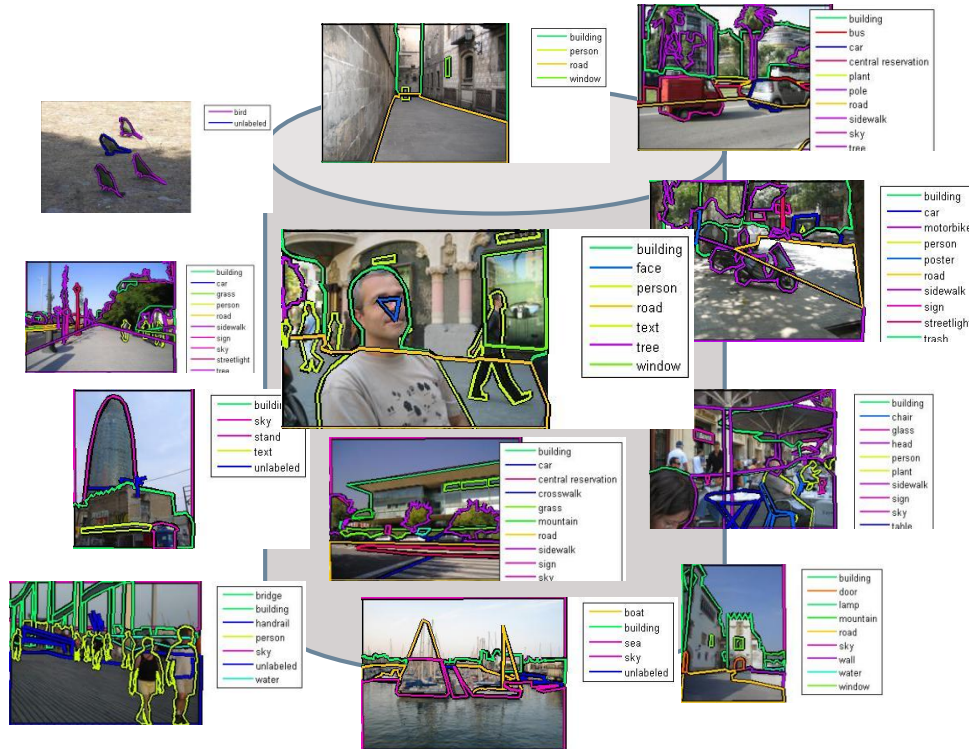 building
person
road
window
building
bus
car
central reservation
plant
pole
road
sidewalk
sky
tree
bird
unlabeled
building
car
motorbike
person
poster
road
sidewalk
sign
streetlight
trash
building
face
person
road
text
tree
window
building
car
grass
person
road
sidewalk
sign
sky
streetlight
tree
buildi
sky
stand
text
unlabeled
building
car
central reservation
crosswalk
grass
mountain
road
sidewalk
sign
sky
building
chair
glass
head
person
plant
sidewalk
sign
sky
table
bridge
building
handrail
person
sky
unlabeled
water
boat
building
sea
sky
unlabeled
building
door
lamp
mountain
road
sky
wall
water
window